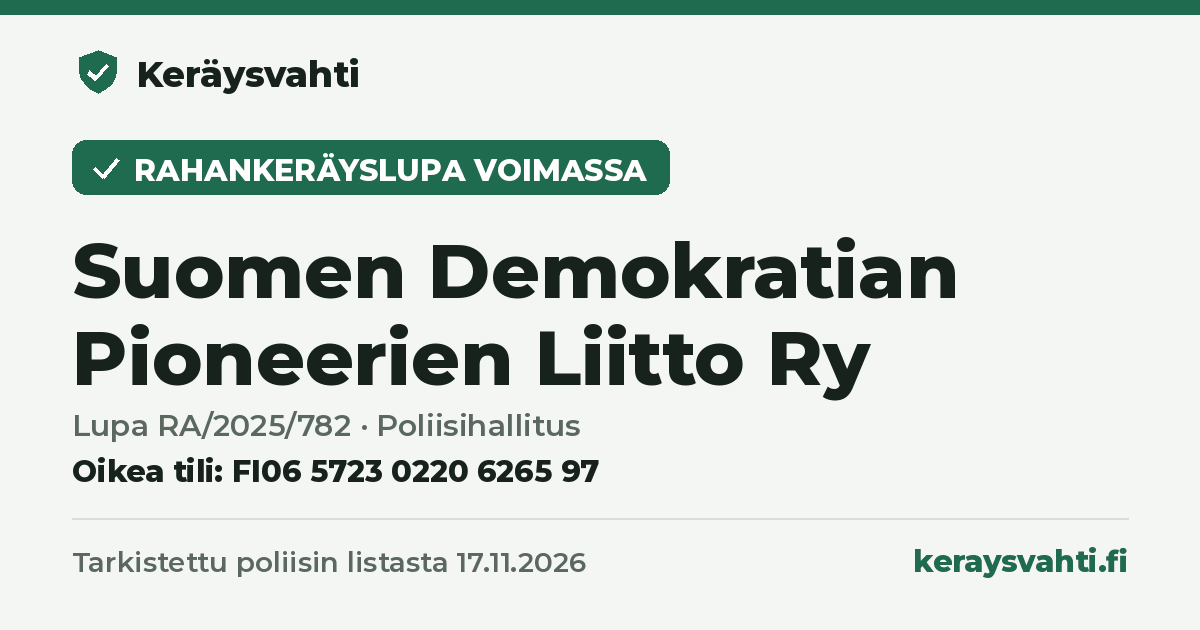 Keräysvahti
RAHANKERÄYSLUPA VOIMASSA
Suomen Demokratian
Pioneerien Liitto Ry
Lupa RA/2025/782 · Poliisihallitus
Oikea tili: FI06 5723 0220 6265 97
Tarkistettu poliisin listasta 17.11.2026
keraysvahti.fi